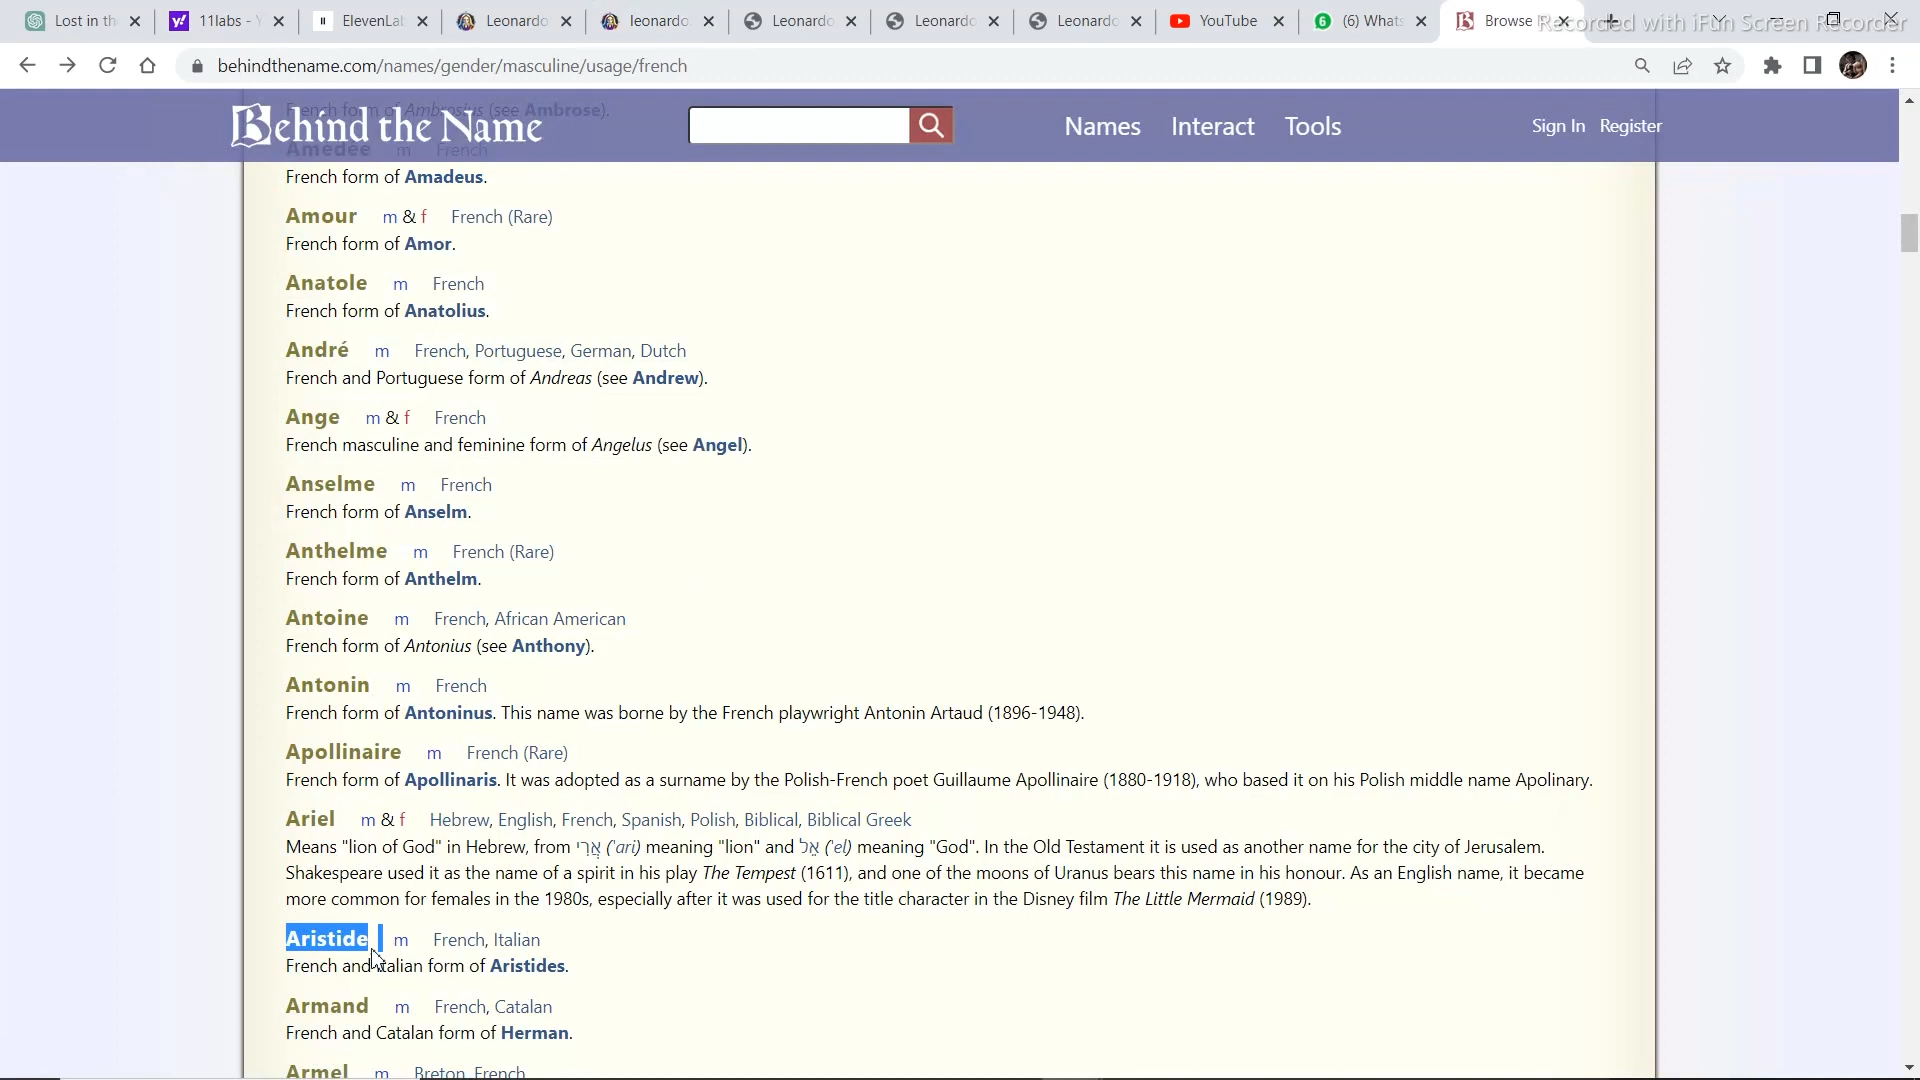 Lost in th
11labs - Y
ElevenLab
Leonardo
leonardo.
Leonardo
Leonardo
Leonardo
YouTube
(6) Whats
Browse
Recorded with iFun Screen Recorder
behindthename.com/names/gender/masculine/usage/french
French form of Ambrosius (see Ambrose).
Behind the Name
Names Interact Tools
Sign In Register
Amédée m French
French form of Amadeus.
Amour m & f French (Rare)
French form of Amor.
Anatole m French
French form of Anatolius.
André m French, Portuguese, German, Dutch
French and Portuguese form of Andreas (see Andrew).
Ange m & f French
French masculine and feminine form of Angelus (see Angel).
Anselme m French
French form of Anselm.
Anthelme m French (Rare)
French form of Anthelm.
Antoine m French, African American
French form of Antonius (see Anthony).
Antonin m French
French form of Antoninus. This name was borne by the French playwright Antonin Artaud (1896-1948).
Apollinaire m French (Rare)
French form of Apollinaris. It was adopted as a surname by the Polish-French poet Guillaume Apollinaire (1880-1918), who based it on his Polish middle name Apolinary.
Ariel m & f Hebrew, English, French, Spanish, Polish, Biblical, Biblical Greek
Means "lion of God" in Hebrew, from אֲרִי ('ari) meaning "lion" and אֵל ('el) meaning "God". In the Old Testament it is used as another name for the city of Jerusalem.
Shakespeare used it as the name of a spirit in his play The Tempest (1611), and one of the moons of Uranus bears this name in his honour. As an English name, it became
more common for females in the 1980s, especially after it was used for the title character in the Disney film The Little Mermaid (1989).
Aristide m French, Italian
French and Italian form of Aristides.
Armand m French, Catalan
French and Catalan form of Herman.
Armel m Breton, French